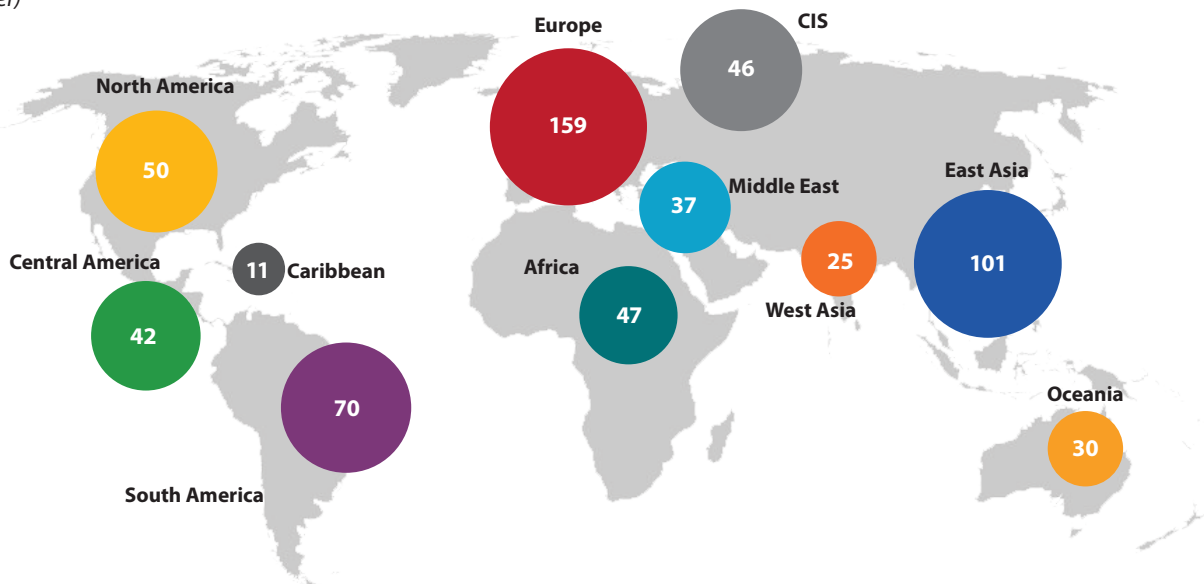 Europe
159
CIS
46
North America
50
Middle East
37
East Asia
101
Central America
42
11
Caribbean
Africa
47
25
West Asia
South America
70
Oceania
30